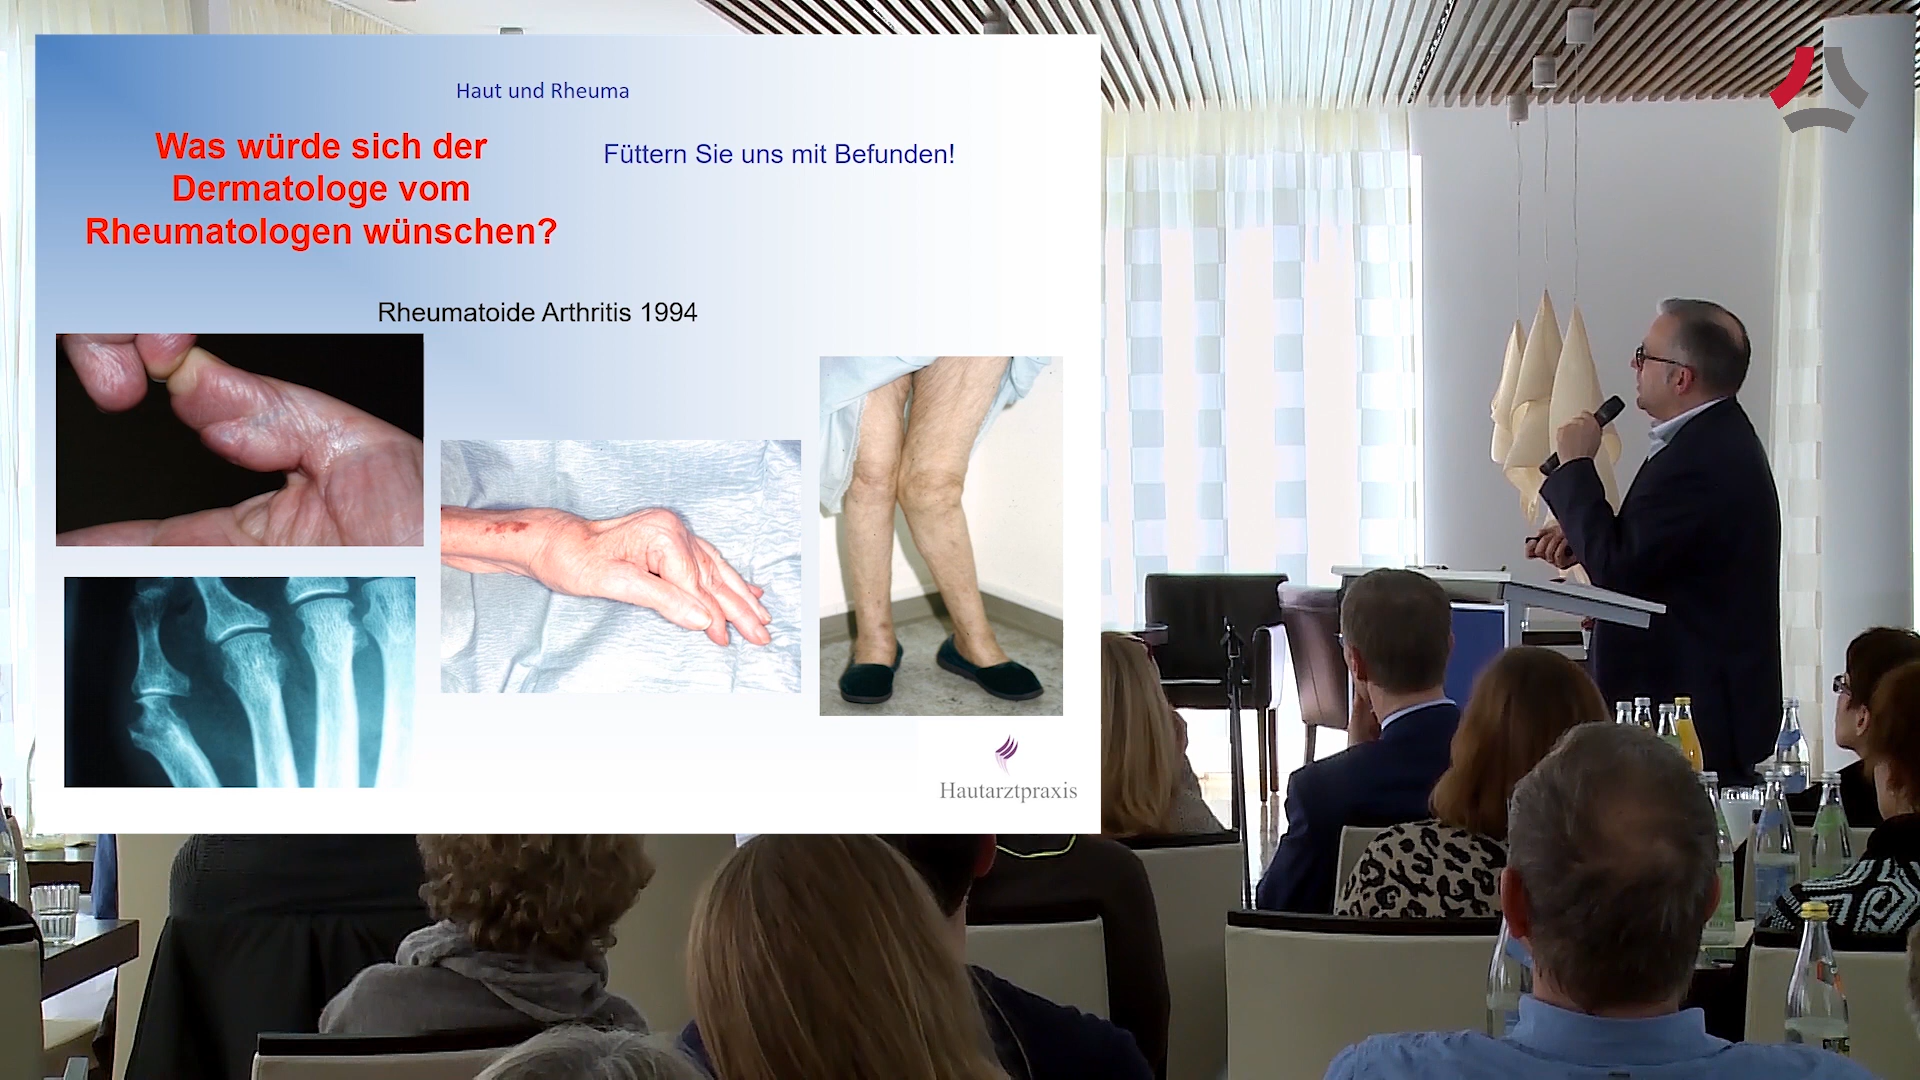 Haut und Rheuma
Was würde sich der
Dermatologe vom
Rheumatologen wünschen?
Füttern Sie uns mit Befunden!
Rheumatoide Arthritis 1994
Hautarztpraxis